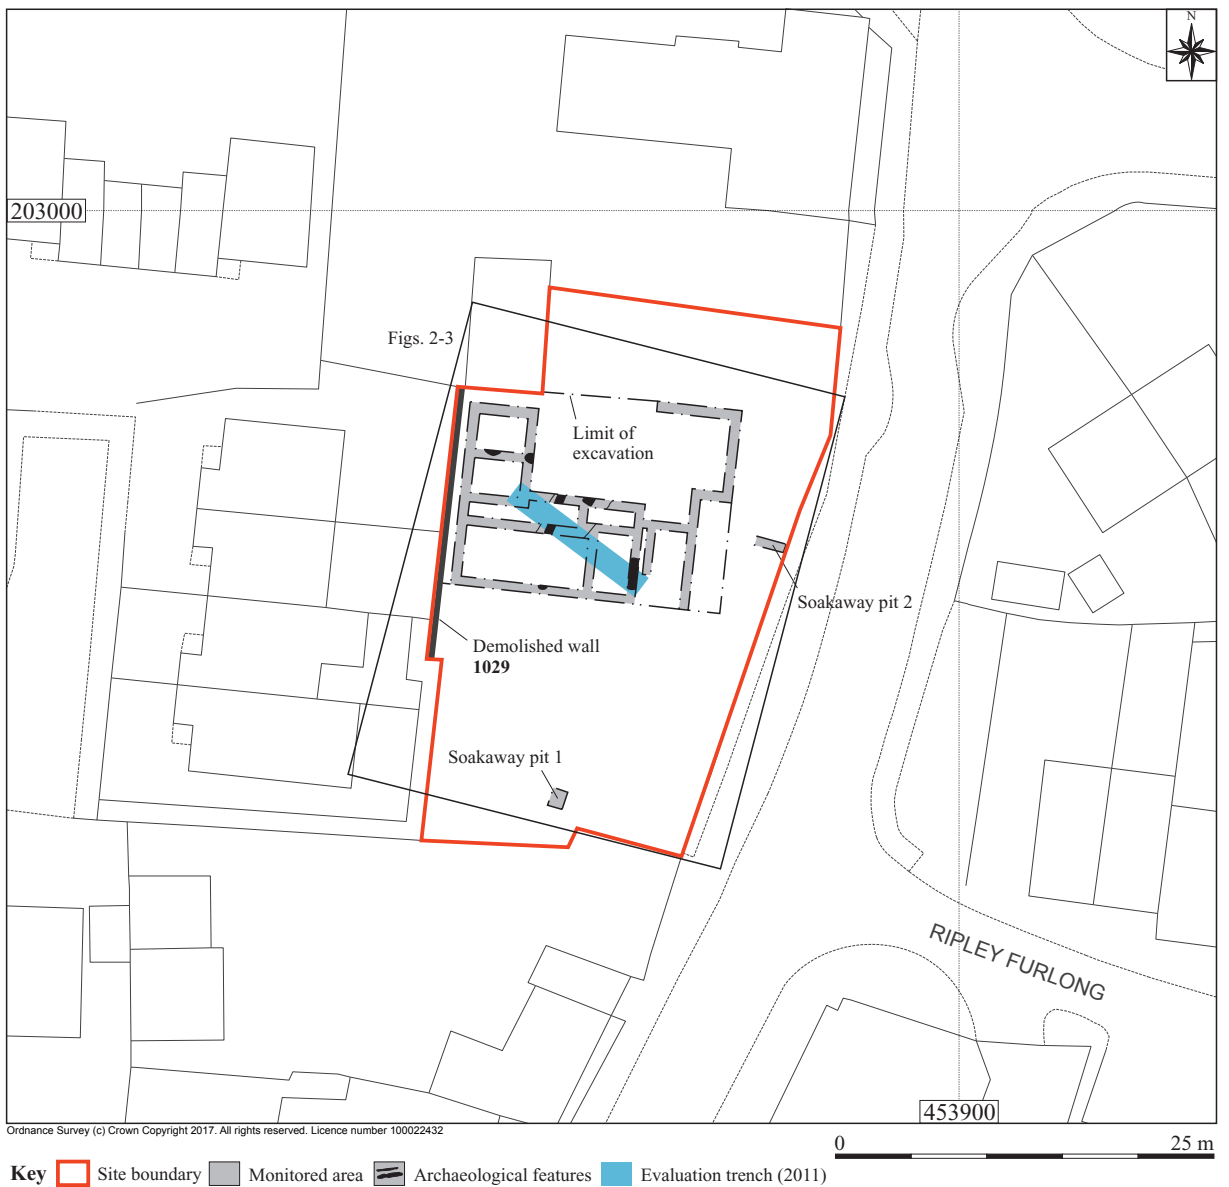 N
203000
Figs. 2-3
Limit of
excavation
Soakaway pit 2
Demolished wall
1029
Soakaway pit 1
RIPLEY FURLONG
453900
Ordnance Survey (c) Crown Copyright 2017. All rights reserved. Licence number 100022432
0 25 m
Key Site boundary Monitored area Archaeological features Evaluation trench (2011)